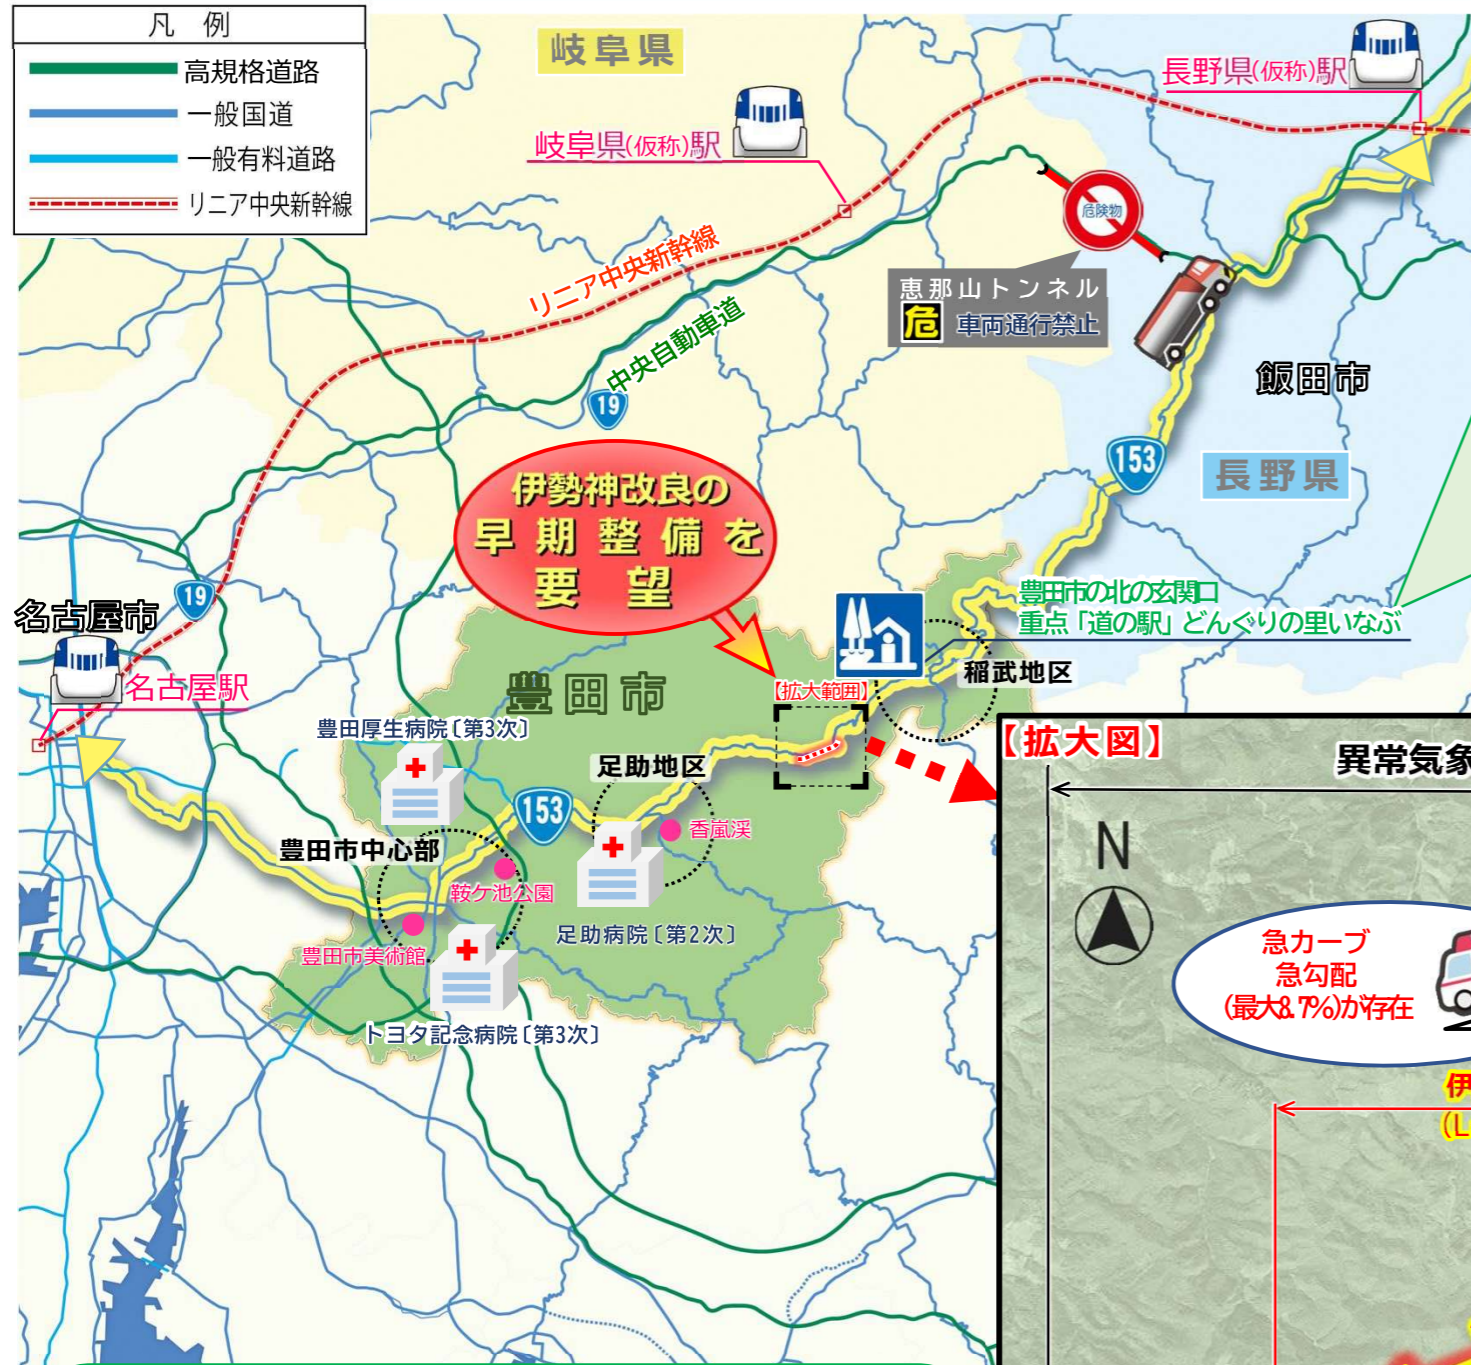 凡 例
高規格道路
一般国道
一般有料道路
リニア中央新幹線
岐阜県
長野県(仮称)駅
岐阜県(仮称)駅
危険物
リニア中央新幹線
恵那山トンネル
危 車両通行禁止
中央自動車道
19
飯田市
153
長野県
伊勢神改良の
早期整備を
要望
19
名古屋市
豊田市の北の玄関口
重点「道の駅」どんぐりの里いなぶ
稲武地区
名古屋駅
豊田市
【拡大範囲】
豊田厚生病院〔第3次〕
足助地区
153
香嵐渓
豊田市中心部
鞍ケ池公園
足助病院〔第2次〕
豊田市美術館
トヨタ記念病院〔第3次〕
【拡大図】
異常気象
N
急カーブ
急勾配
(最大8.7%)が存在
伊
(L